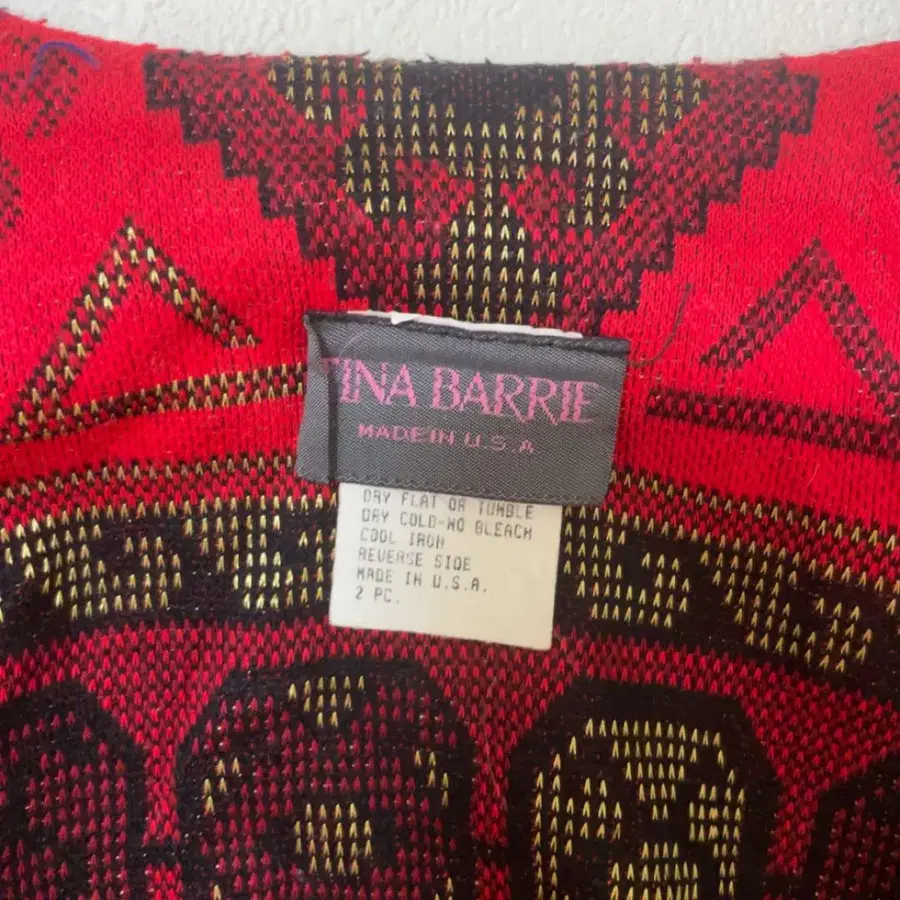 TINA BARRIE
MADE IN U.S.A.
DRY FLAT OR TUMBLE
DRY COLD-NO BLEACH
COOL IRON
REVERSE SIDE
MADE IN U.S.A.
2 PC.